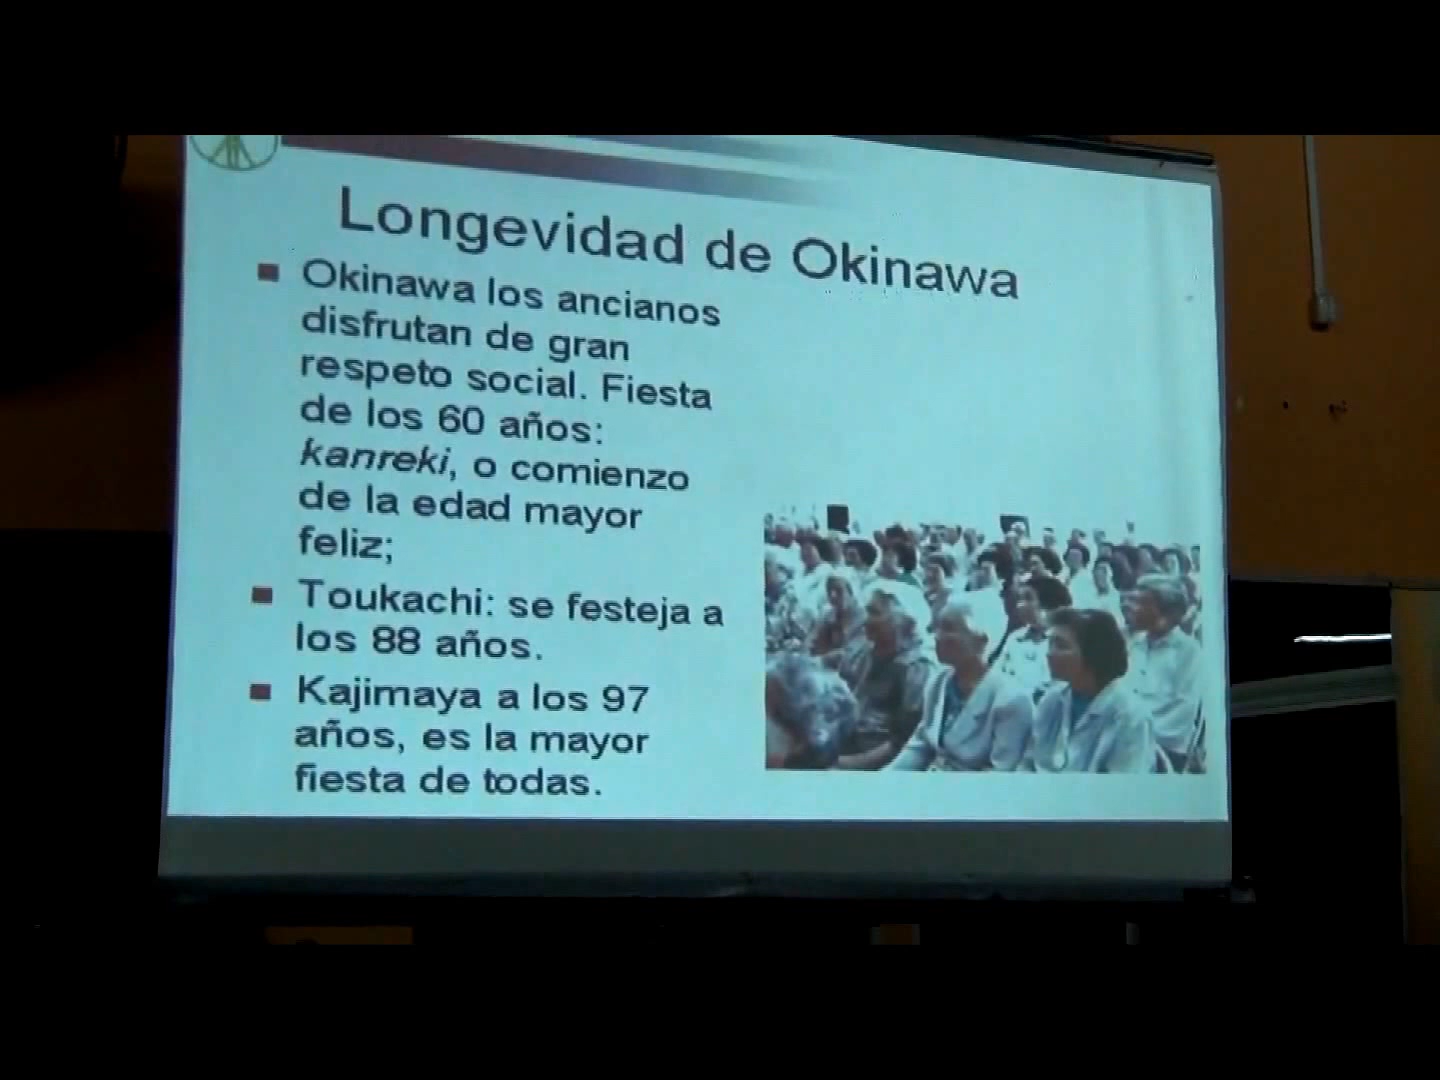 Longevidad de Okinawa
Okinawa los ancianos
disfrutan de gran
respeto social. Fiesta
de los 60 años:
kanreki, o comienzo
de la edad mayor
feliz;
Toukachi: se festeja a
los 88 años.
Kajimaya a los 97
años, es la mayor
fiesta de todas.